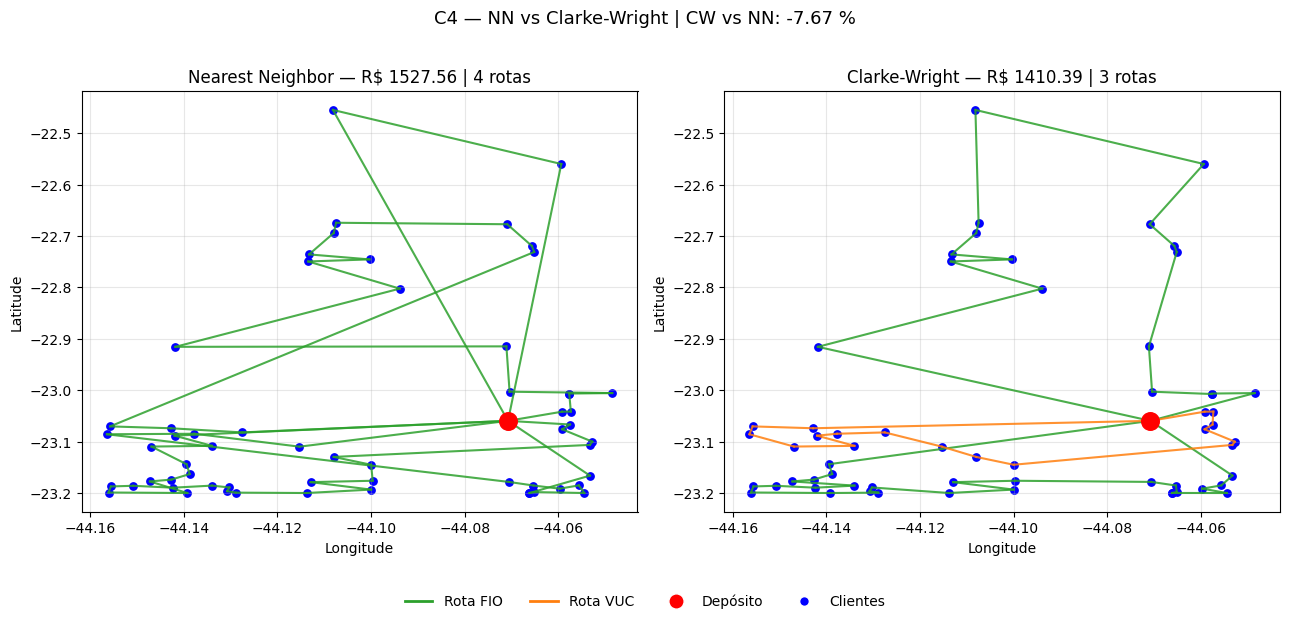 C4 — NN vs Clarke-Wright | CW vs NN: -7.67 %
Nearest Neighbor — R$ 1527.56 | 4 rotas
Latitude
−22.5
−22.6
−22.7
−22.8
−22.9
−23.0
−23.1
−23.2
−44.16
−44.14
−44.12
−44.10
−44.08
−44.06
Longitude
Clarke-Wright — R$ 1410.39 | 3 rotas
Latitude
−22.5
−22.6
−22.7
−22.8
−22.9
−23.0
−23.1
−23.2
−44.16
−44.14
−44.12
−44.10
−44.08
−44.06
Longitude
Rota FIO
Rota VUC
Depósito
Clientes